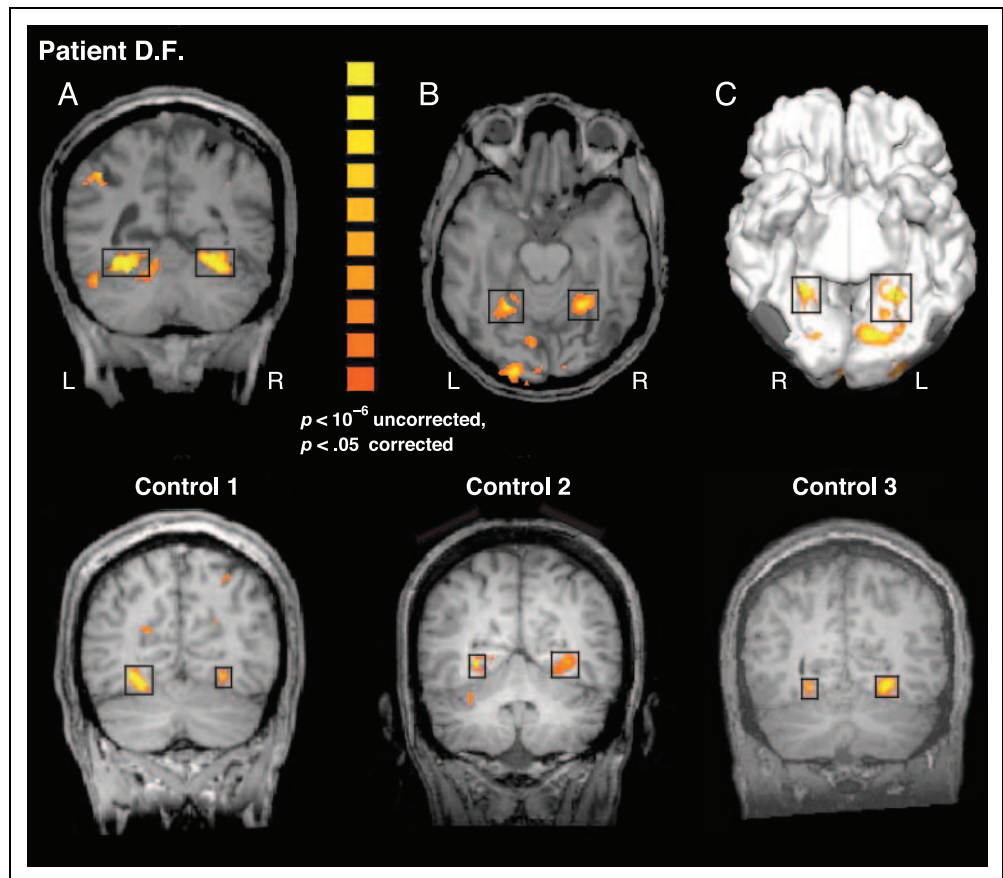 Patient D.F.
A
B
C
L
R
L
R
R
L
p < 10⁻⁶ uncorrected,
p < .05 corrected
Control 1
Control 2
Control 3